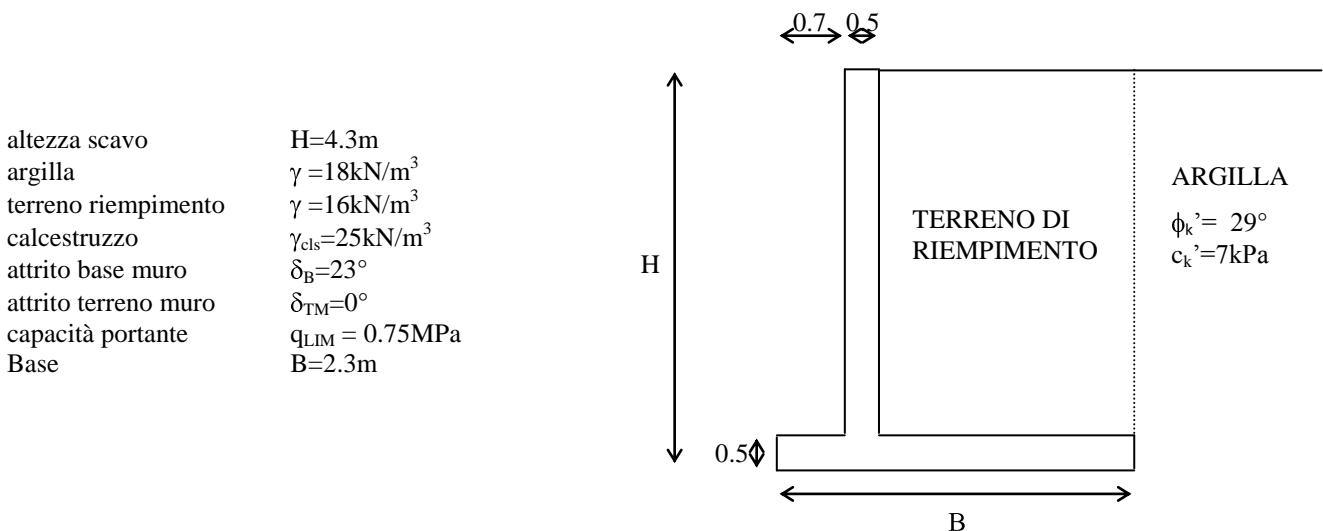 altezza scavo H=4.3m
argilla γ =18kN/m³
terreno riempimento γ =16kN/m³
calcestruzzo γcls=25kN/m³
attrito base muro δB=23°
attrito terreno muro δTM=0°
capacità portante qLIM = 0.75MPa
Base B=2.3m
0.7 0.5
H
TERRENO DI
RIEMPIMENTO
ARGILLA
ϕk’= 29°
ck’=7kPa
0.5
B